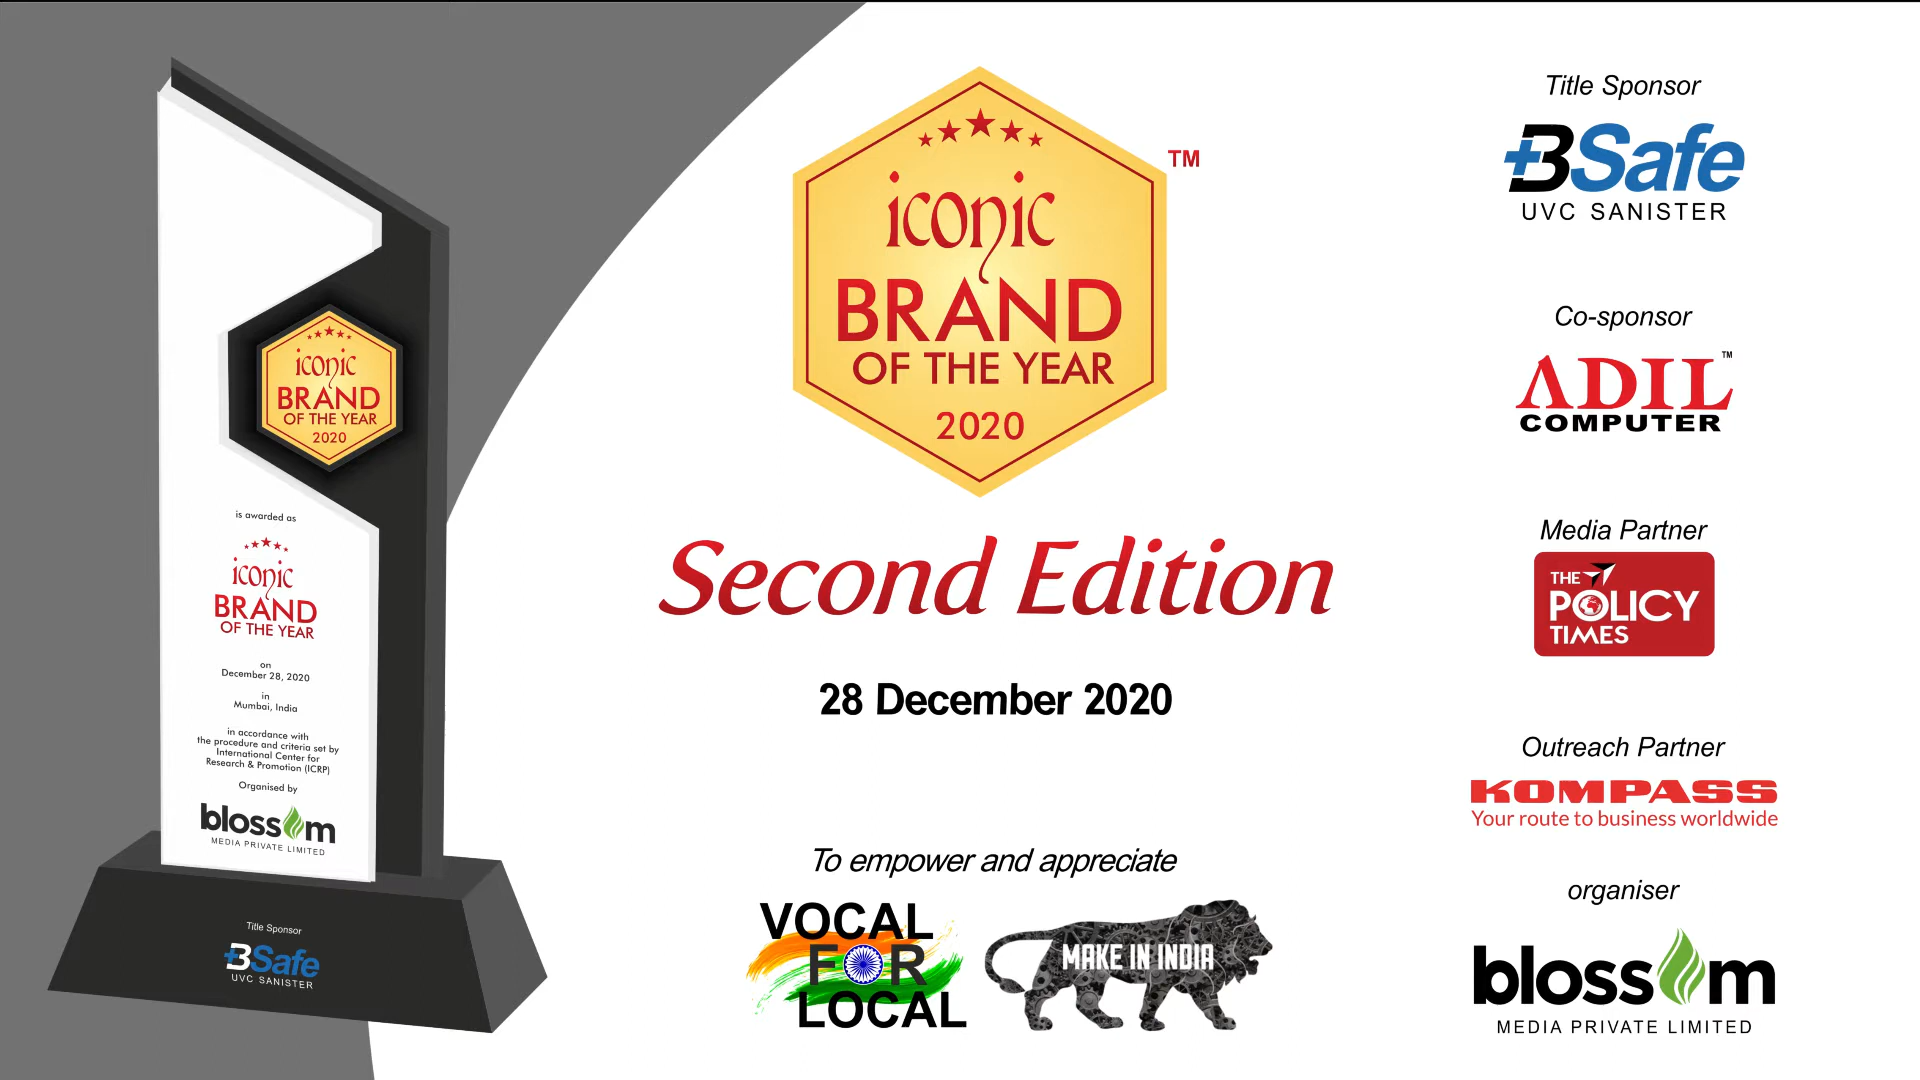 iconic
BRAND
OF THE YEAR
2020
is awarded as
iconic
BRAND
OF THE YEAR
on
December 28, 2020
in
Mumbai, India
in accordance with
the procedure and criteria set by
International Center for
Research & Promotion (ICRP)
Organised by
blossom
MEDIA PRIVATE LIMITED
Title Sponsor
BSafe
UVC SANISTER
TM
iconic
BRAND
OF THE YEAR
2020
Second Edition
28 December 2020
To empower and appreciate
VOCAL
FOR
LOCAL
MAKE IN INDIA
Title Sponsor
BSafe
UVC SANISTER
Co-sponsor
ADIL TM
COMPUTER
Media Partner
THE
POLICY
TIMES
Outreach Partner
KOMPASS
Your route to business worldwide
organiser
blossom
MEDIA PRIVATE LIMITED